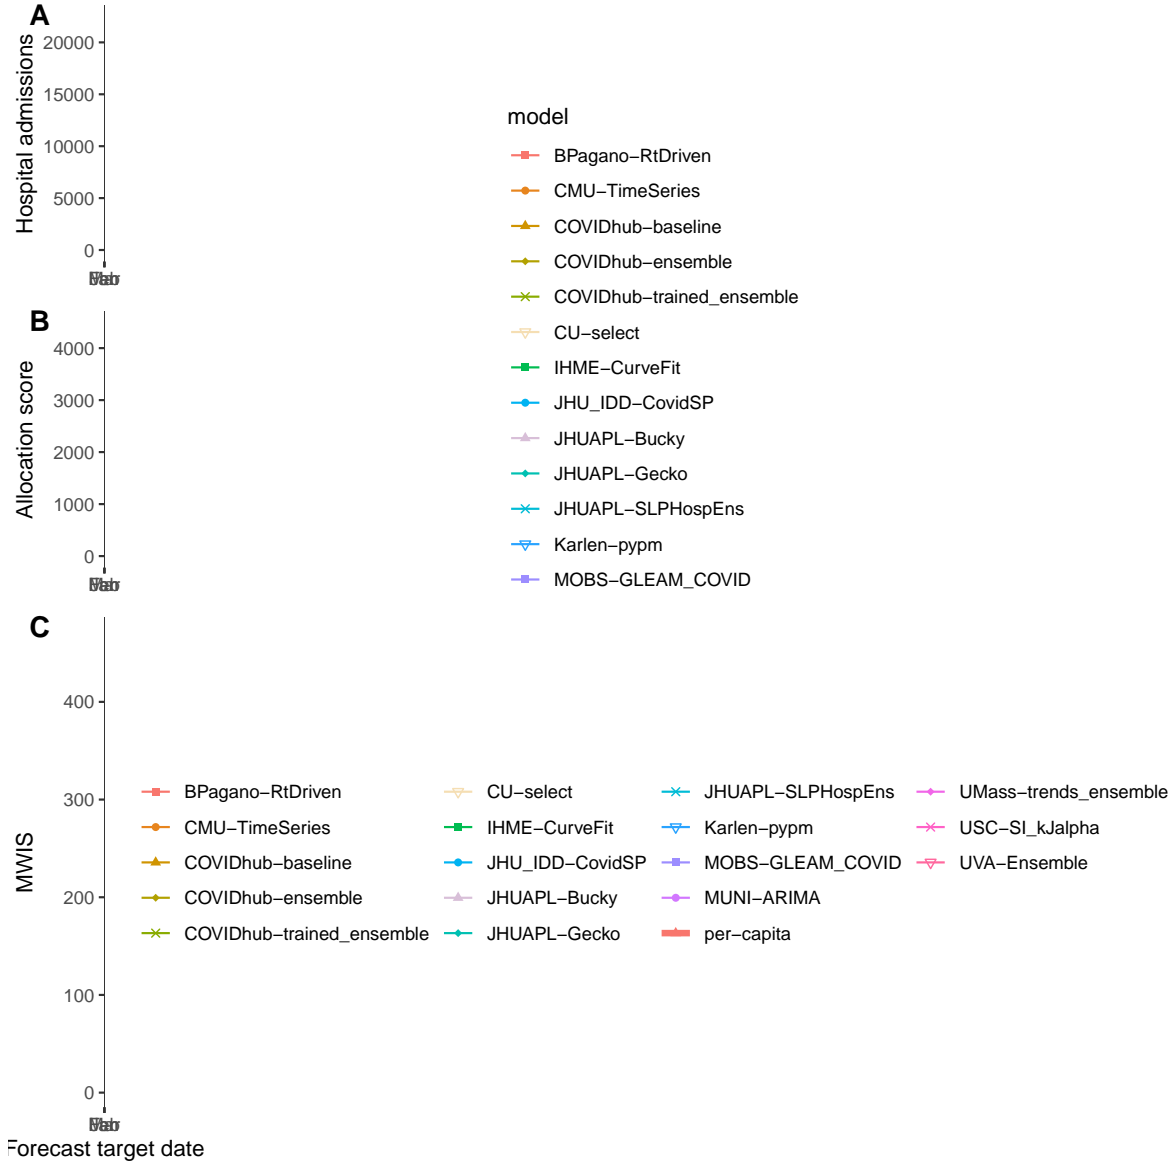 A
Hospital admissions
20000
15000
10000
5000
0
model
BPagano−RtDriven
CMU−TimeSeries
COVIDhub−baseline
COVIDhub−ensemble
COVIDhub−trained_ensemble
CU−select
IHME−CurveFit
JHU_IDD−CovidSP
JHUAPL−Bucky
JHUAPL−Gecko
JHUAPL−SLPHospEns
Karlen−pypm
MOBS−GLEAM_COVID
B
Allocation score
4000
3000
2000
1000
0
C
MWIS
400
300
200
100
0
BPagano−RtDriven
CMU−TimeSeries
COVIDhub−baseline
COVIDhub−ensemble
COVIDhub−trained_ensemble
CU−select
IHME−CurveFit
JHU_IDD−CovidSP
JHUAPL−Bucky
JHUAPL−Gecko
JHUAPL−SLPHospEns
Karlen−pypm
MOBS−GLEAM_COVID
MUNI−ARIMA
per−capita
UMass−trends_ensemble
USC−SI_kJalpha
UVA−Ensemble
Forecast target date